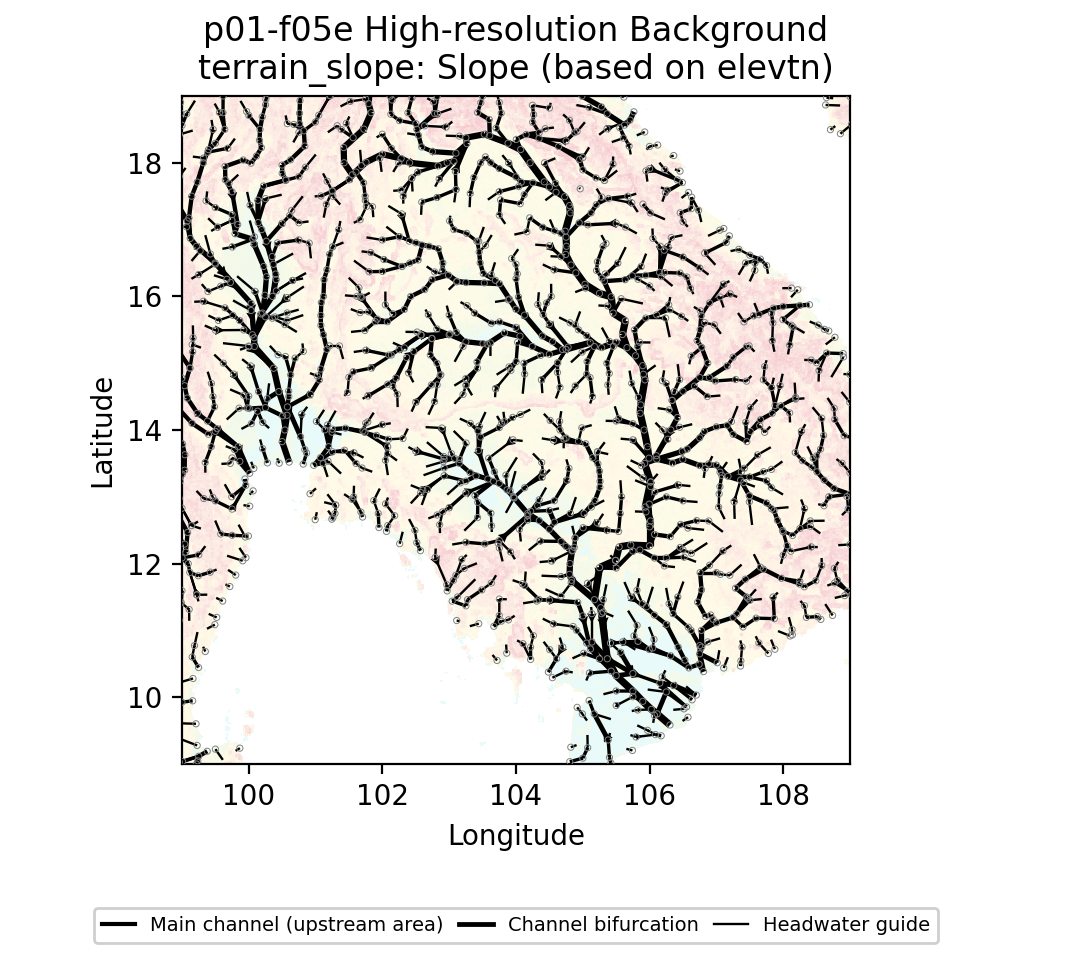 p01-f05e High-resolution Background
terrain_slope: Slope (based on elevtn)
Latitude
18
16
14
12
10
100 102 104 106 108
Longitude
Main channel (upstream area) Channel bifurcation Headwater guide